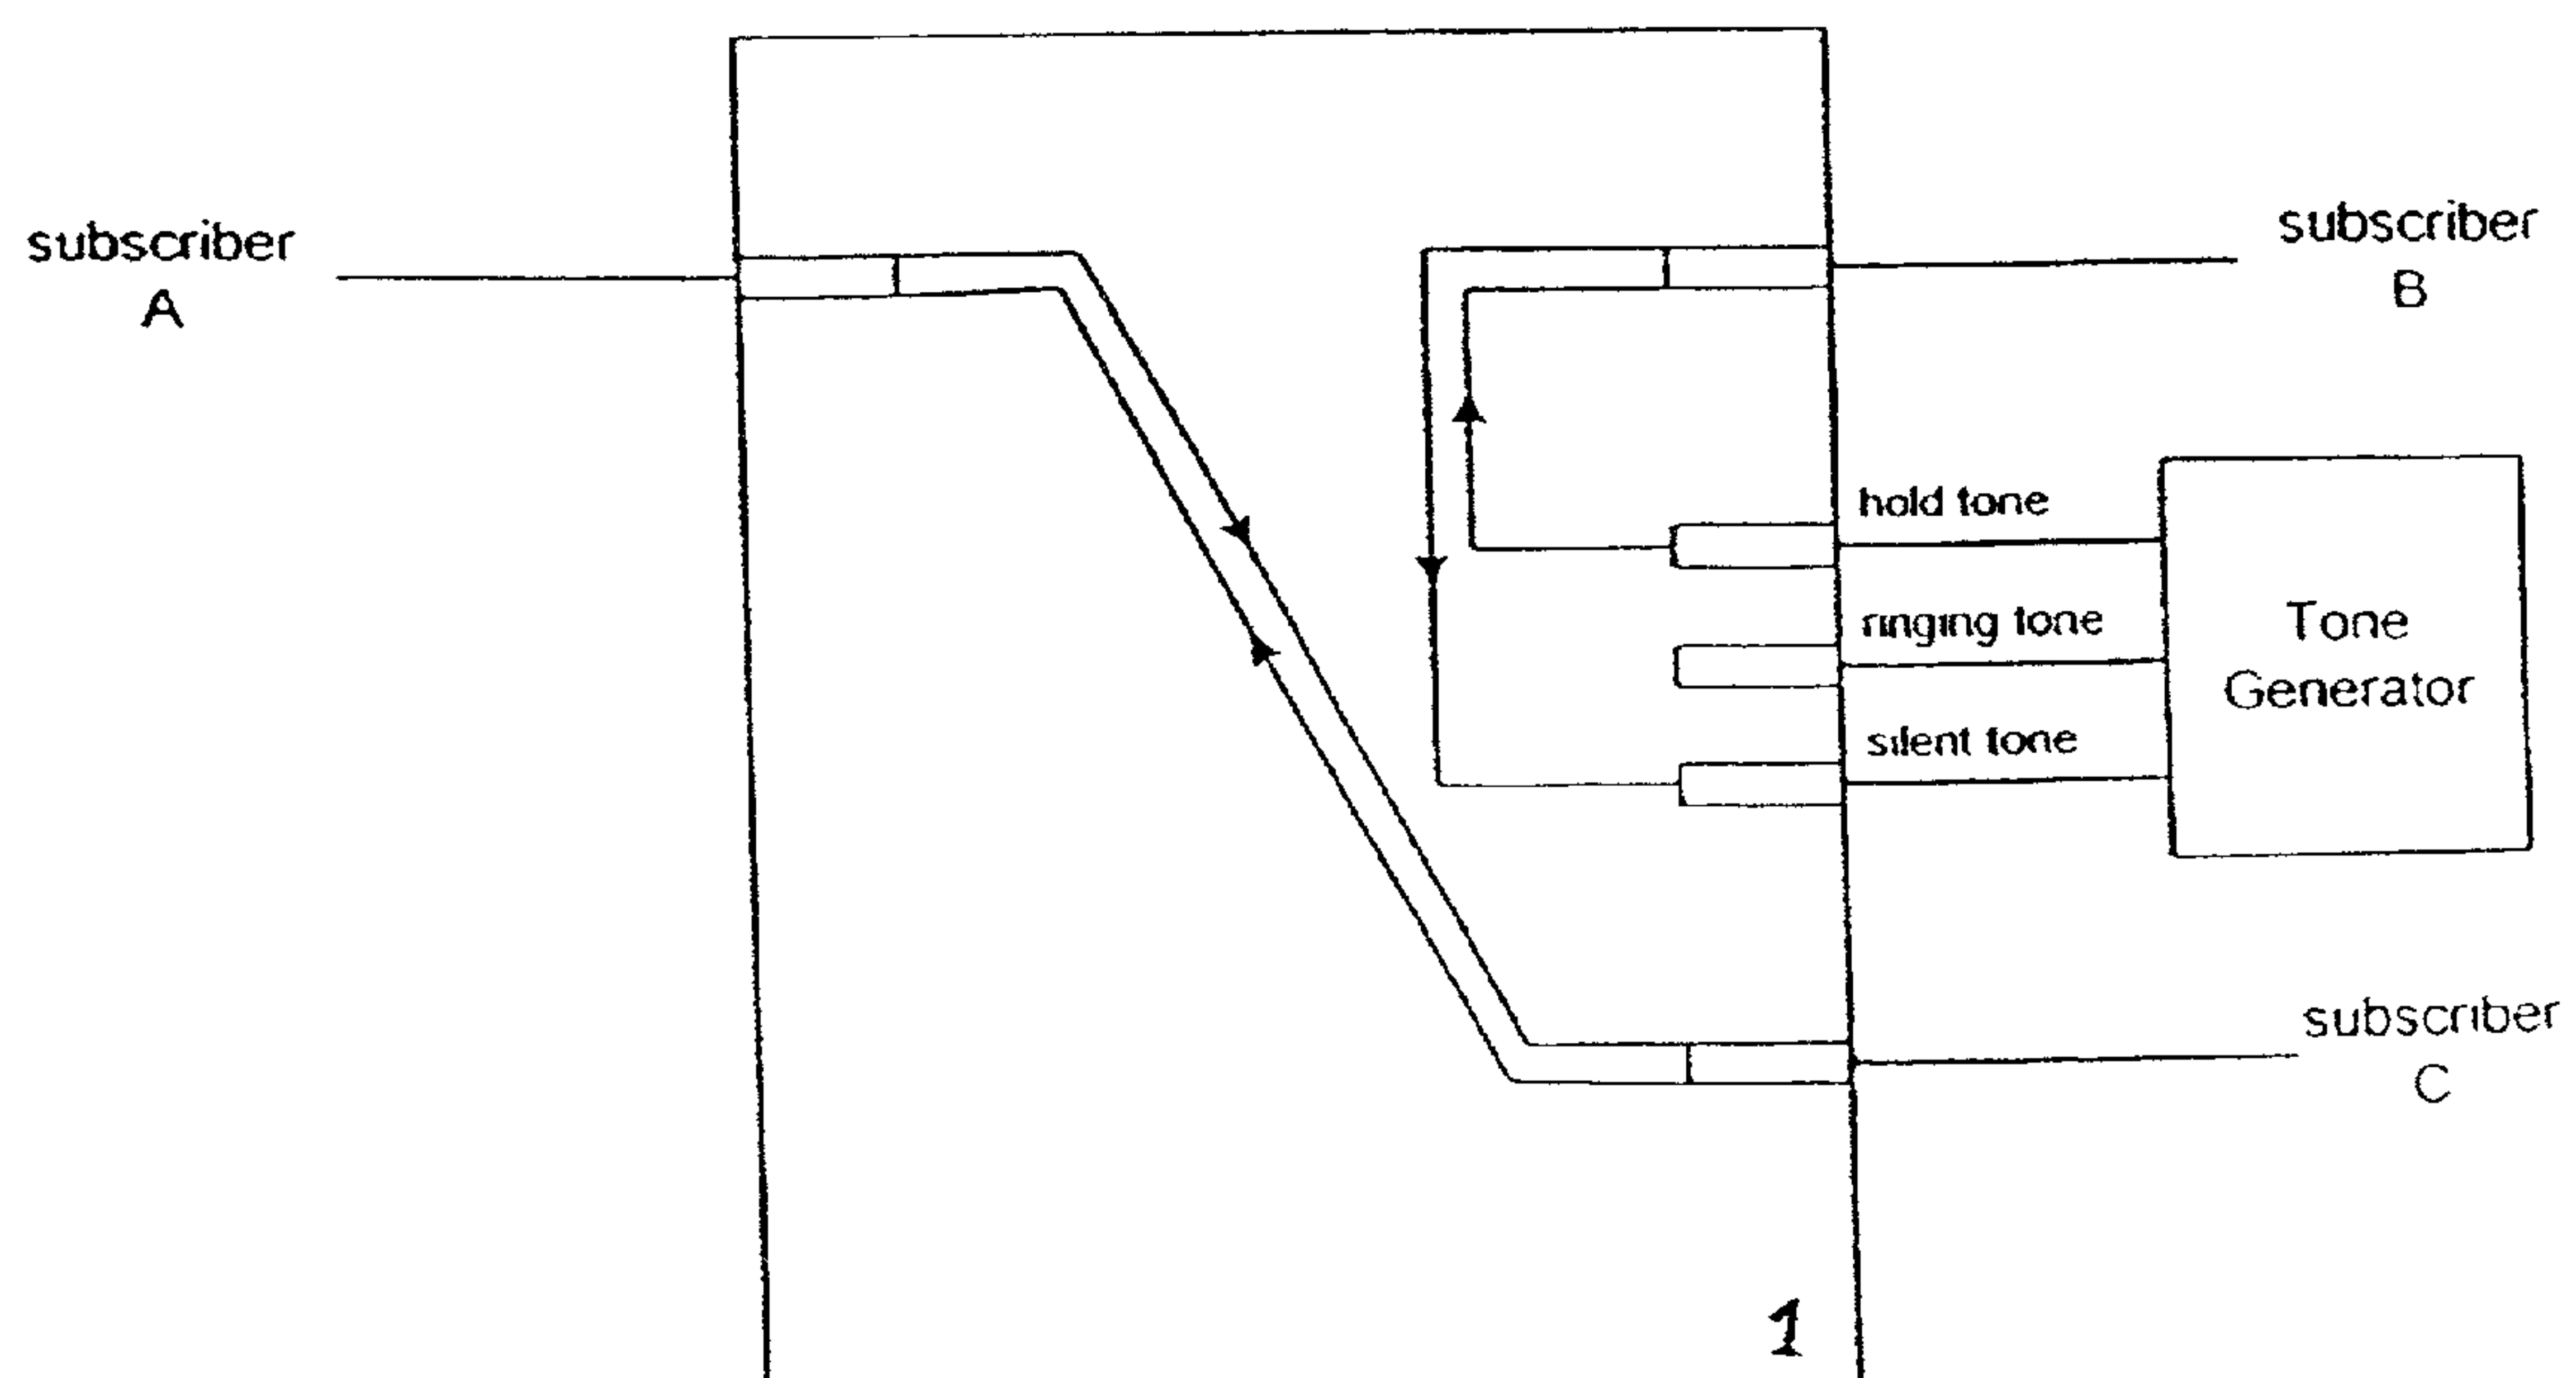 subscriber
A
subscriber
B
hold tone
ringing tone
silent tone
Tone
Generator
subscriber
C
1